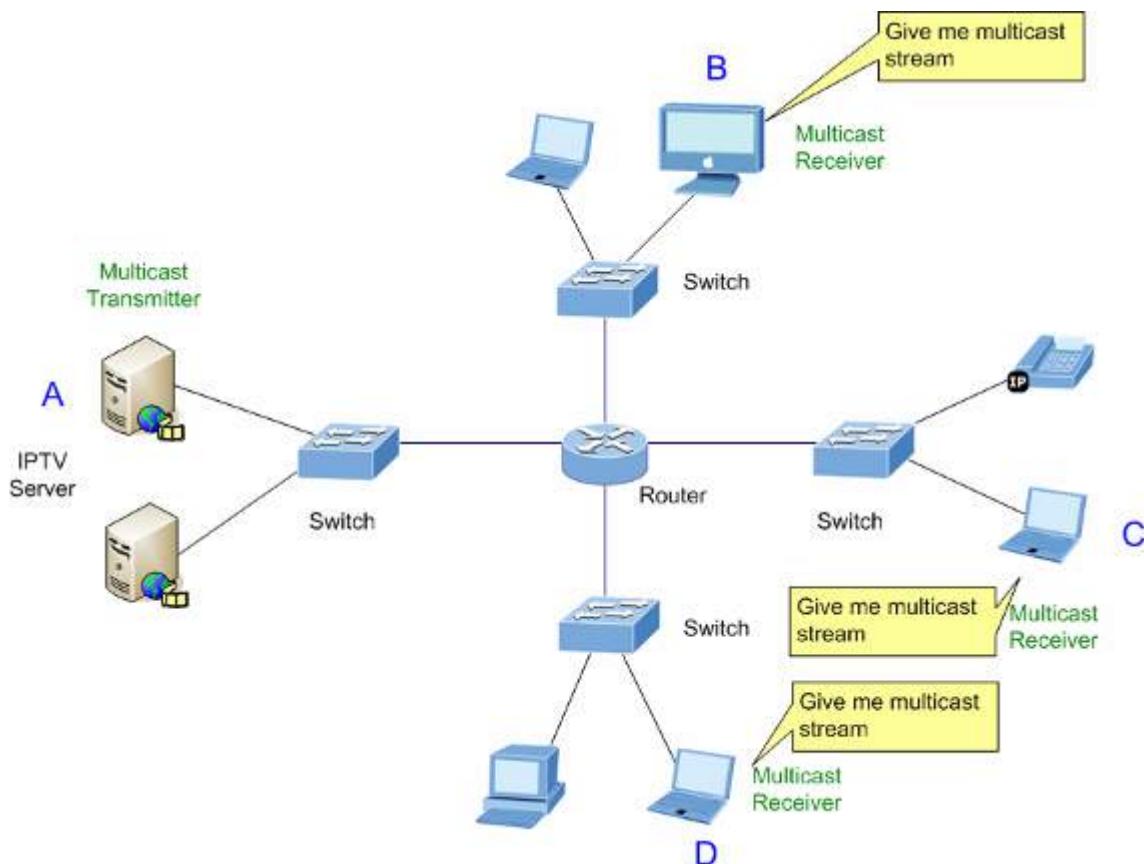 Give me multicast
stream
B
Multicast
Receiver
Switch
Multicast
Transmitter
A
IPTV
Server
Switch
Router
IP
Switch
C
Give me multicast
stream
Multicast
Receiver
Switch
Give me multicast
stream
Multicast
Receiver
D